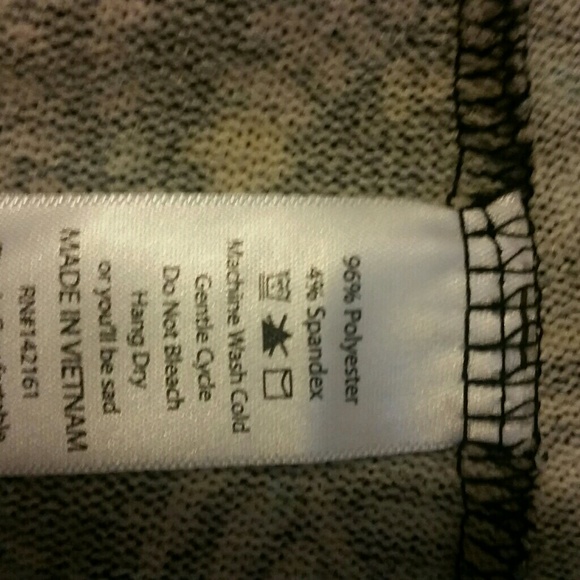 96% Polyester
4% Spandex
Machine Wash Cold
Gentle Cycle
Do Not Bleach
Hang Dry
or you'll be sad
MADE IN VIETNAM
RN#142161